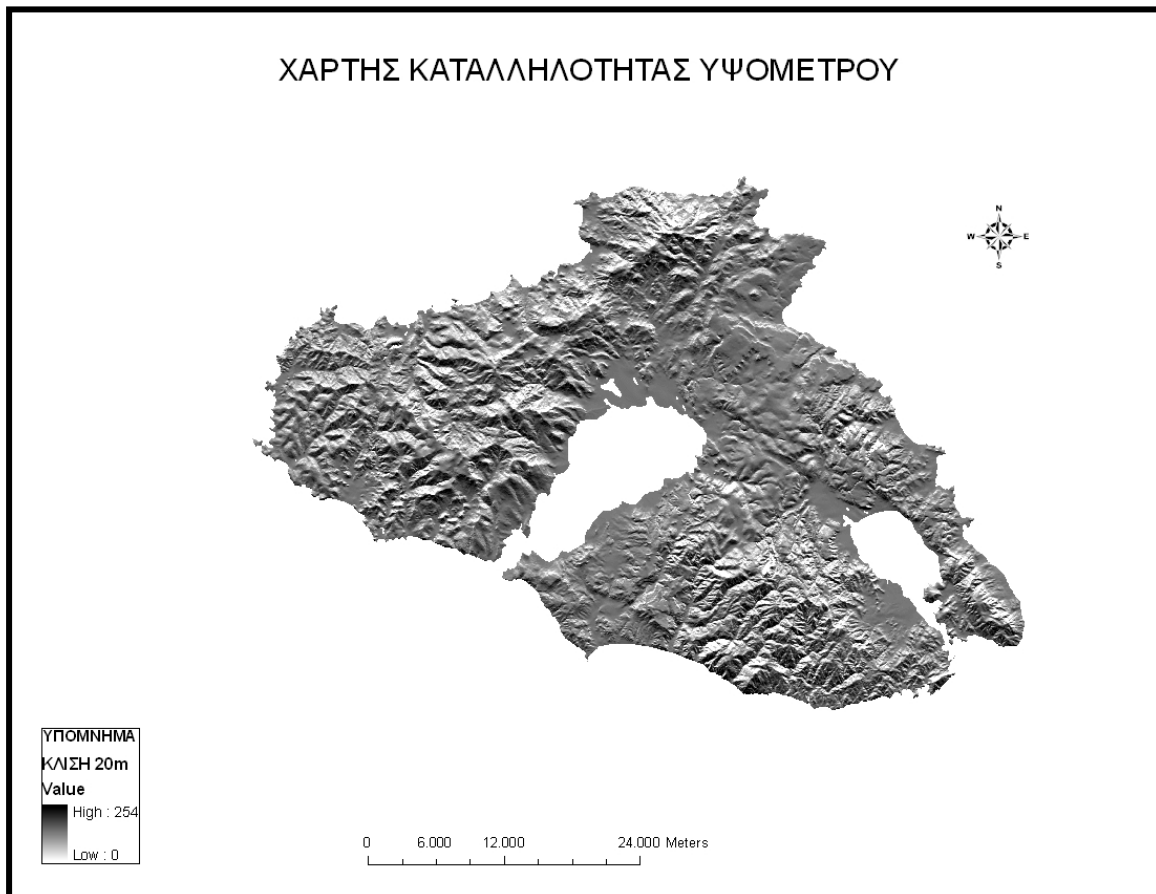 ΧΑΡΤΗΣ ΚΑΤΑΛΛΗΛΟΤΗΤΑΣ ΥΨΟΜΕΤΡΟΥ
N
W E
S
ΥΠΟΜΝΗΜΑ
ΚΛΙΣΗ 20m
Value
High : 254
Low : 0
0 6.000 12.000 24.000 Meters